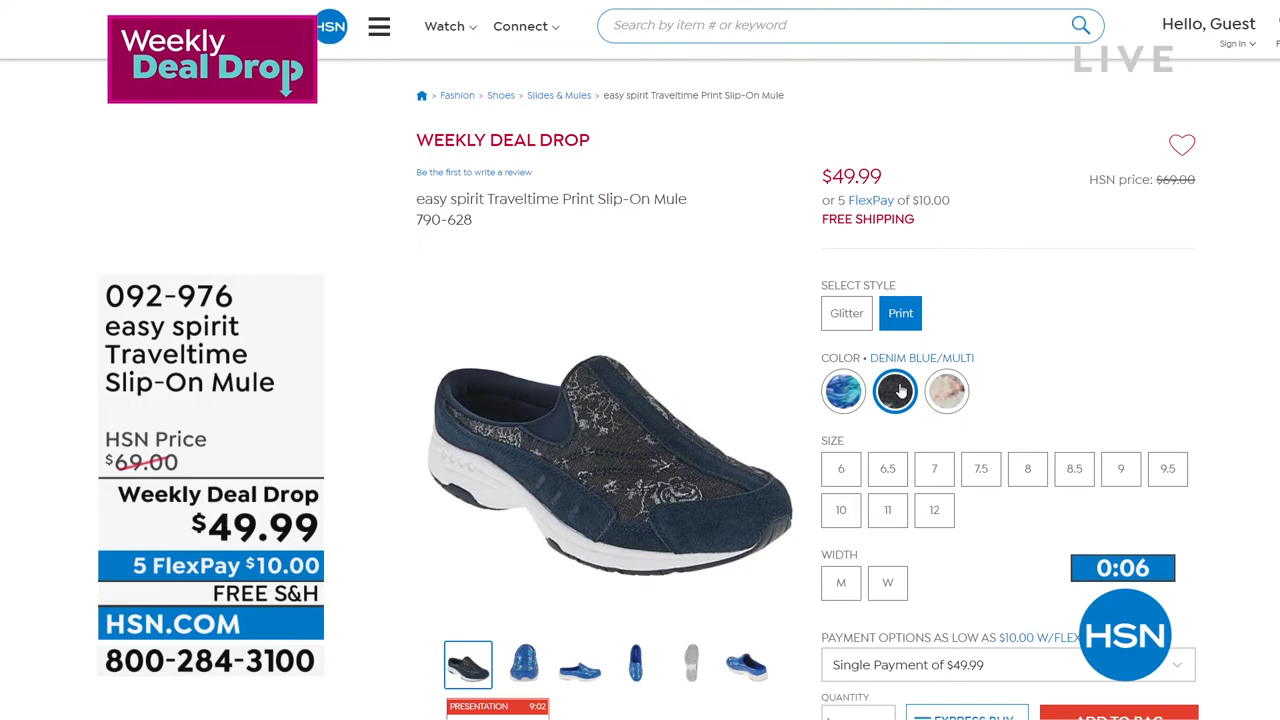 Weekly
Deal Drop
HSN
Watch
Connect
Search by item # or keyword
Hello, Guest
Sign In
LIVE
> Fashion > Shoes > Slides & Mules > easy spirit Traveltime Print Slip-On Mule
WEEKLY DEAL DROP
Be the first to write a review
easy spirit Traveltime Print Slip-On Mule
790-628
$49.99
HSN price: $69.00
or 5 FlexPay of $10.00
FREE SHIPPING
SELECT STYLE
Glitter
Print
COLOR • DENIM BLUE/MULTI
SIZE
6 6.5 7 7.5 8 8.5 9 9.5
10 11 12
WIDTH
M W
PAYMENT OPTIONS AS LOW AS $10.00 W/FLEX
Single Payment of $49.99
QUANTITY
EXPRESS BUY
ADD TO BAG
PRESENTATION 9:02
092-976
easy spirit
Traveltime
Slip-On Mule
HSN Price
$69.00
Weekly Deal Drop
$49.99
5 FlexPay $10.00
FREE S&H
HSN.COM
800-284-3100
0:06
HSN